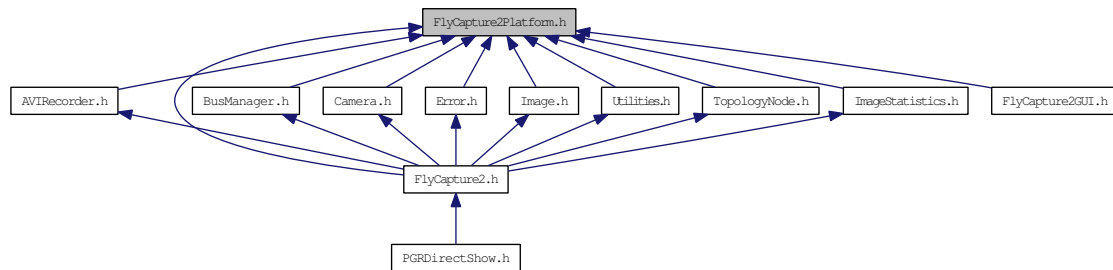 FlyCapture2Platform.h
AVIRecorder.h
BusManager.h
Camera.h
Error.h
Image.h
Utilities.h
TopologyNode.h
ImageStatistics.h
FlyCapture2GUI.h
FlyCapture2.h
PGRDirectShow.h